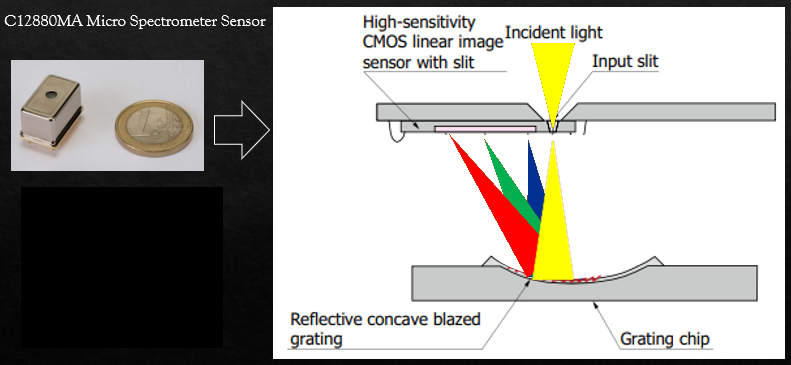 C12880MA Micro Spectrometer Sensor
High-sensitivity
CMOS linear image
sensor with slit
Incident light
Input slit
Reflective concave blazed
grating
Grating chip